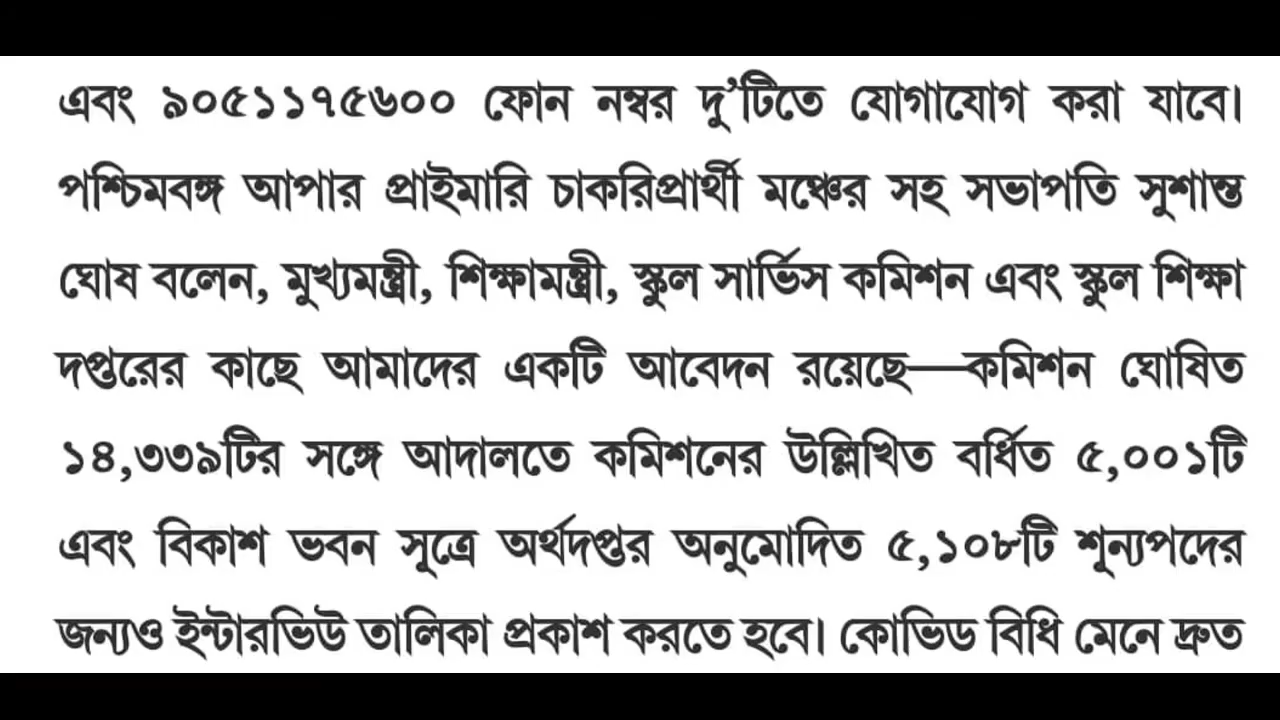 এবং ৯০৫১১৭৫৬০০ ফোন নম্বর দু’টিতে যোগাযোগ করা যাবে।
পশ্চিমবঙ্গ আপার প্রাইমারি চাকরিপ্রার্থী মঞ্চের সহ সভাপতি সুশান্ত
ঘোষ বলেন, মুখ্যমন্ত্রী, শিক্ষামন্ত্রী, স্কুল সার্ভিস কমিশন এবং স্কুল শিক্ষা
দপ্তরের কাছে আমাদের একটি আবেদন রয়েছে—কমিশন ঘোষিত
১৪,৩৩৯টির সঙ্গে আদালতে কমিশনের উল্লিখিত বর্ধিত ৫,০০১টি
এবং বিকাশ ভবন সূত্রে অর্থদপ্তর অনুমোদিত ৫,১০৮টি শূন্যপদের
জন্যও ইন্টারভিউ তালিকা প্রকাশ করতে হবে। কোভিড বিধি মেনে দ্রুত